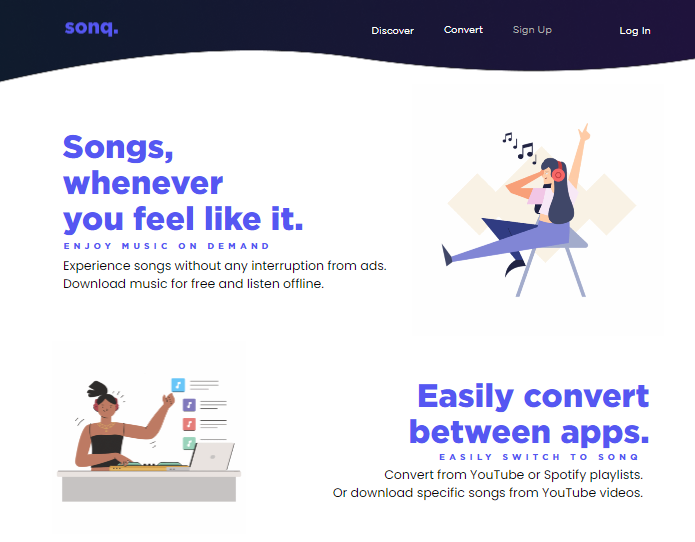 sonq.
Discover
Convert
Sign Up
Log In
Songs,
whenever
you feel like it.
ENJOY MUSIC ON DEMAND
Experience songs without any interruption from ads.
Download music for free and listen offline.
Easily convert
between apps.
EASILY SWITCH TO SONQ
Convert from YouTube or Spotify playlists.
Or download specific songs from YouTube videos.